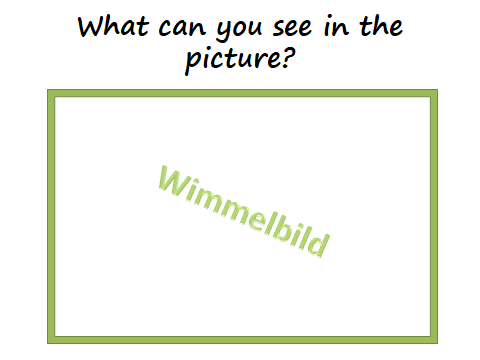 What can you see in the
picture?
Wimmelbild